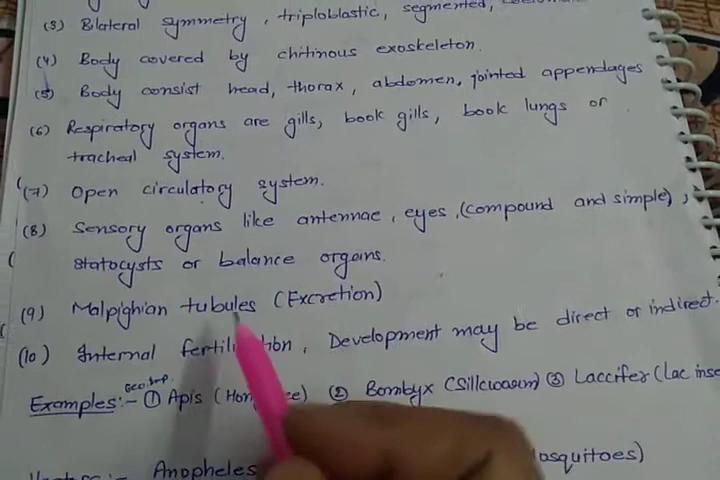 (3) Bilateral symmetry, triploblastic, segmented,
(4) Body covered by chitinous exoskeleton.
(5) Body consist head, thorax, abdomen, jointed appendages
(6) Respiratory organs are gills, book gills, book lungs or
tracheal system.
(7) Open circulatory system.
(8) Sensory organs like antennae, eyes, (compound and simple),
statocysts or balance organs.
(9) Malpighian tubules (Excretion)
(10) Internal , Development may be direct or indirect.
Eco.Imp.
Examples:- ① Apis ② Bombyx (Silkworm) ③ Laccifer (Lac inse
Anopheles osquitoes)